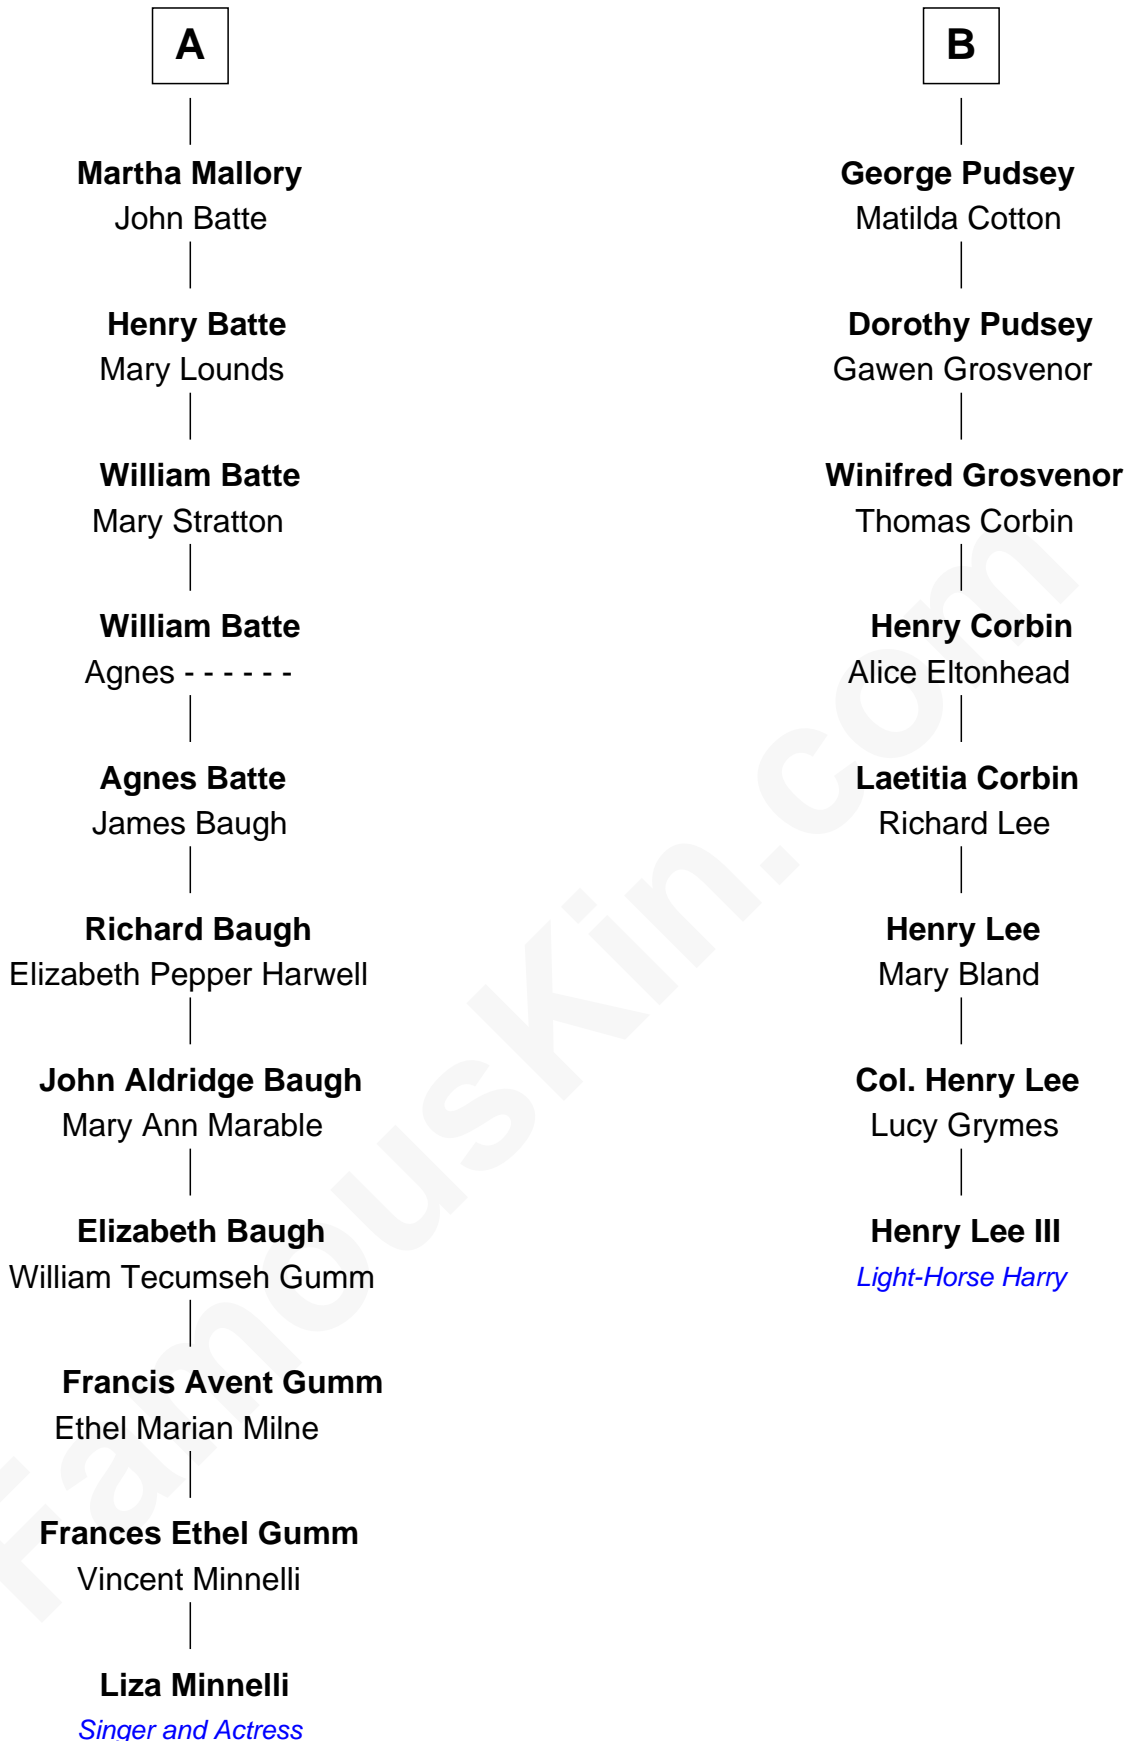 A
Martha Mallory
John Batte
Henry Batte
Mary Lounds
William Batte
Mary Stratton
William Batte
Agnes - - - - - -
Agnes Batte
James Baugh
Richard Baugh
Elizabeth Pepper Harwell
John Aldridge Baugh
Mary Ann Marable
Elizabeth Baugh
William Tecumseh Gumm
Francis Avent Gumm
Ethel Marian Milne
Frances Ethel Gumm
Vincent Minnelli
Liza Minnelli
Singer and Actress
B
George Pudsey
Matilda Cotton
Dorothy Pudsey
Gawen Grosvenor
Winifred Grosvenor
Thomas Corbin
Henry Corbin
Alice Eltonhead
Laetitia Corbin
Richard Lee
Henry Lee
Mary Bland
Col. Henry Lee
Lucy Grymes
Henry Lee III
Light-Horse Harry
FamousKin.com